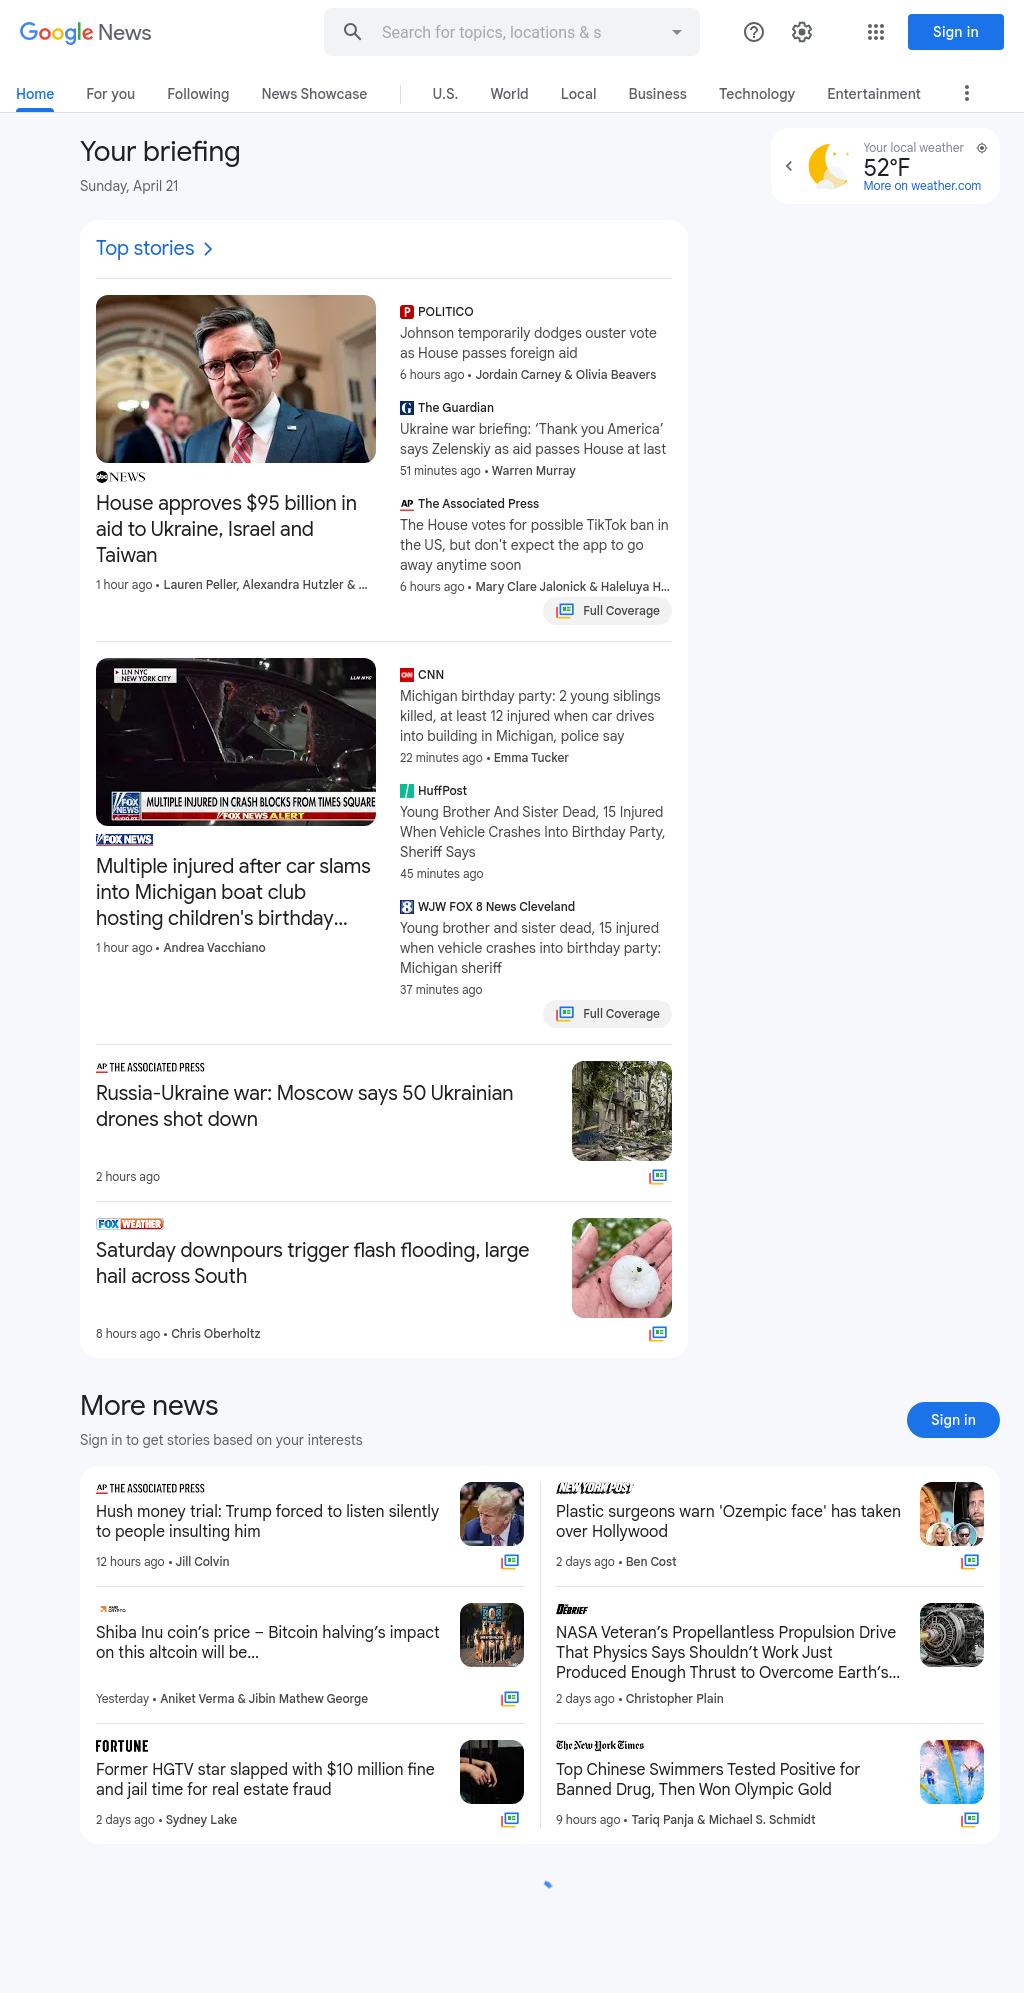 Google News
Search for topics, locations & s
Sign in
Home
For you
Following
News Showcase
U.S.
World
Local
Business
Technology
Entertainment
Your briefing
Sunday, April 21
Your local weather
52°F
More on weather.com
Top stories
abc NEWS
House approves $95 billion in
aid to Ukraine, Israel and
Taiwan
1 hour ago • Lauren Peller, Alexandra Hutzler & ...
POLITICO
Johnson temporarily dodges ouster vote
as House passes foreign aid
6 hours ago • Jordain Carney & Olivia Beavers
The Guardian
Ukraine war briefing: ‘Thank you America’
says Zelenskiy as aid passes House at last
51 minutes ago • Warren Murray
AP The Associated Press
The House votes for possible TikTok ban in
the US, but don't expect the app to go
away anytime soon
6 hours ago • Mary Clare Jalonick & Haleluya H...
Full Coverage
LLN NYC
NEW YORK CITY
LLN NYC
FOX NEWS
MULTIPLE INJURED IN CRASH BLOCKS FROM TIMES SQUARE
FOX NEWS ALERT
FOX NEWS
Multiple injured after car slams
into Michigan boat club
hosting children's birthday...
1 hour ago • Andrea Vacchiano
CNN CNN
Michigan birthday party: 2 young siblings
killed, at least 12 injured when car drives
into building in Michigan, police say
22 minutes ago • Emma Tucker
HuffPost
Young Brother And Sister Dead, 15 Injured
When Vehicle Crashes Into Birthday Party,
Sheriff Says
45 minutes ago
8 WJW FOX 8 News Cleveland
Young brother and sister dead, 15 injured
when vehicle crashes into birthday party:
Michigan sheriff
37 minutes ago
Full Coverage
AP THE ASSOCIATED PRESS
Russia-Ukraine war: Moscow says 50 Ukrainian
drones shot down
2 hours ago
FOX WEATHER
Saturday downpours trigger flash flooding, large
hail across South
8 hours ago • Chris Oberholtz
More news
Sign in to get stories based on your interests
Sign in
AP THE ASSOCIATED PRESS
Hush money trial: Trump forced to listen silently
to people insulting him
12 hours ago • Jill Colvin
NEW YORK POST
Plastic surgeons warn 'Ozempic face' has taken
over Hollywood
2 days ago • Ben Cost
Shiba Inu coin’s price – Bitcoin halving’s impact
on this altcoin will be...
Yesterday • Aniket Verma & Jibin Mathew George
THE DEBRIEF
NASA Veteran’s Propellantless Propulsion Drive
That Physics Says Shouldn’t Work Just
Produced Enough Thrust to Overcome Earth’s...
2 days ago • Christopher Plain
FORTUNE
Former HGTV star slapped with $10 million fine
and jail time for real estate fraud
2 days ago • Sydney Lake
The New York Times
Top Chinese Swimmers Tested Positive for
Banned Drug, Then Won Olympic Gold
9 hours ago • Tariq Panja & Michael S. Schmidt